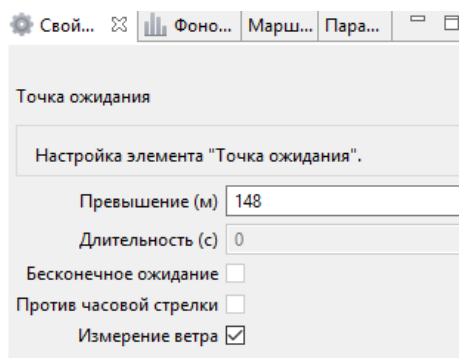 Свой... Фоно... Марш... Пара...
Точка ожидания
Настройка элемента "Точка ожидания".
Превышение (м) 148
Длительность (с) 0
Бесконечное ожидание
Против часовой стрелки
Измерение ветра